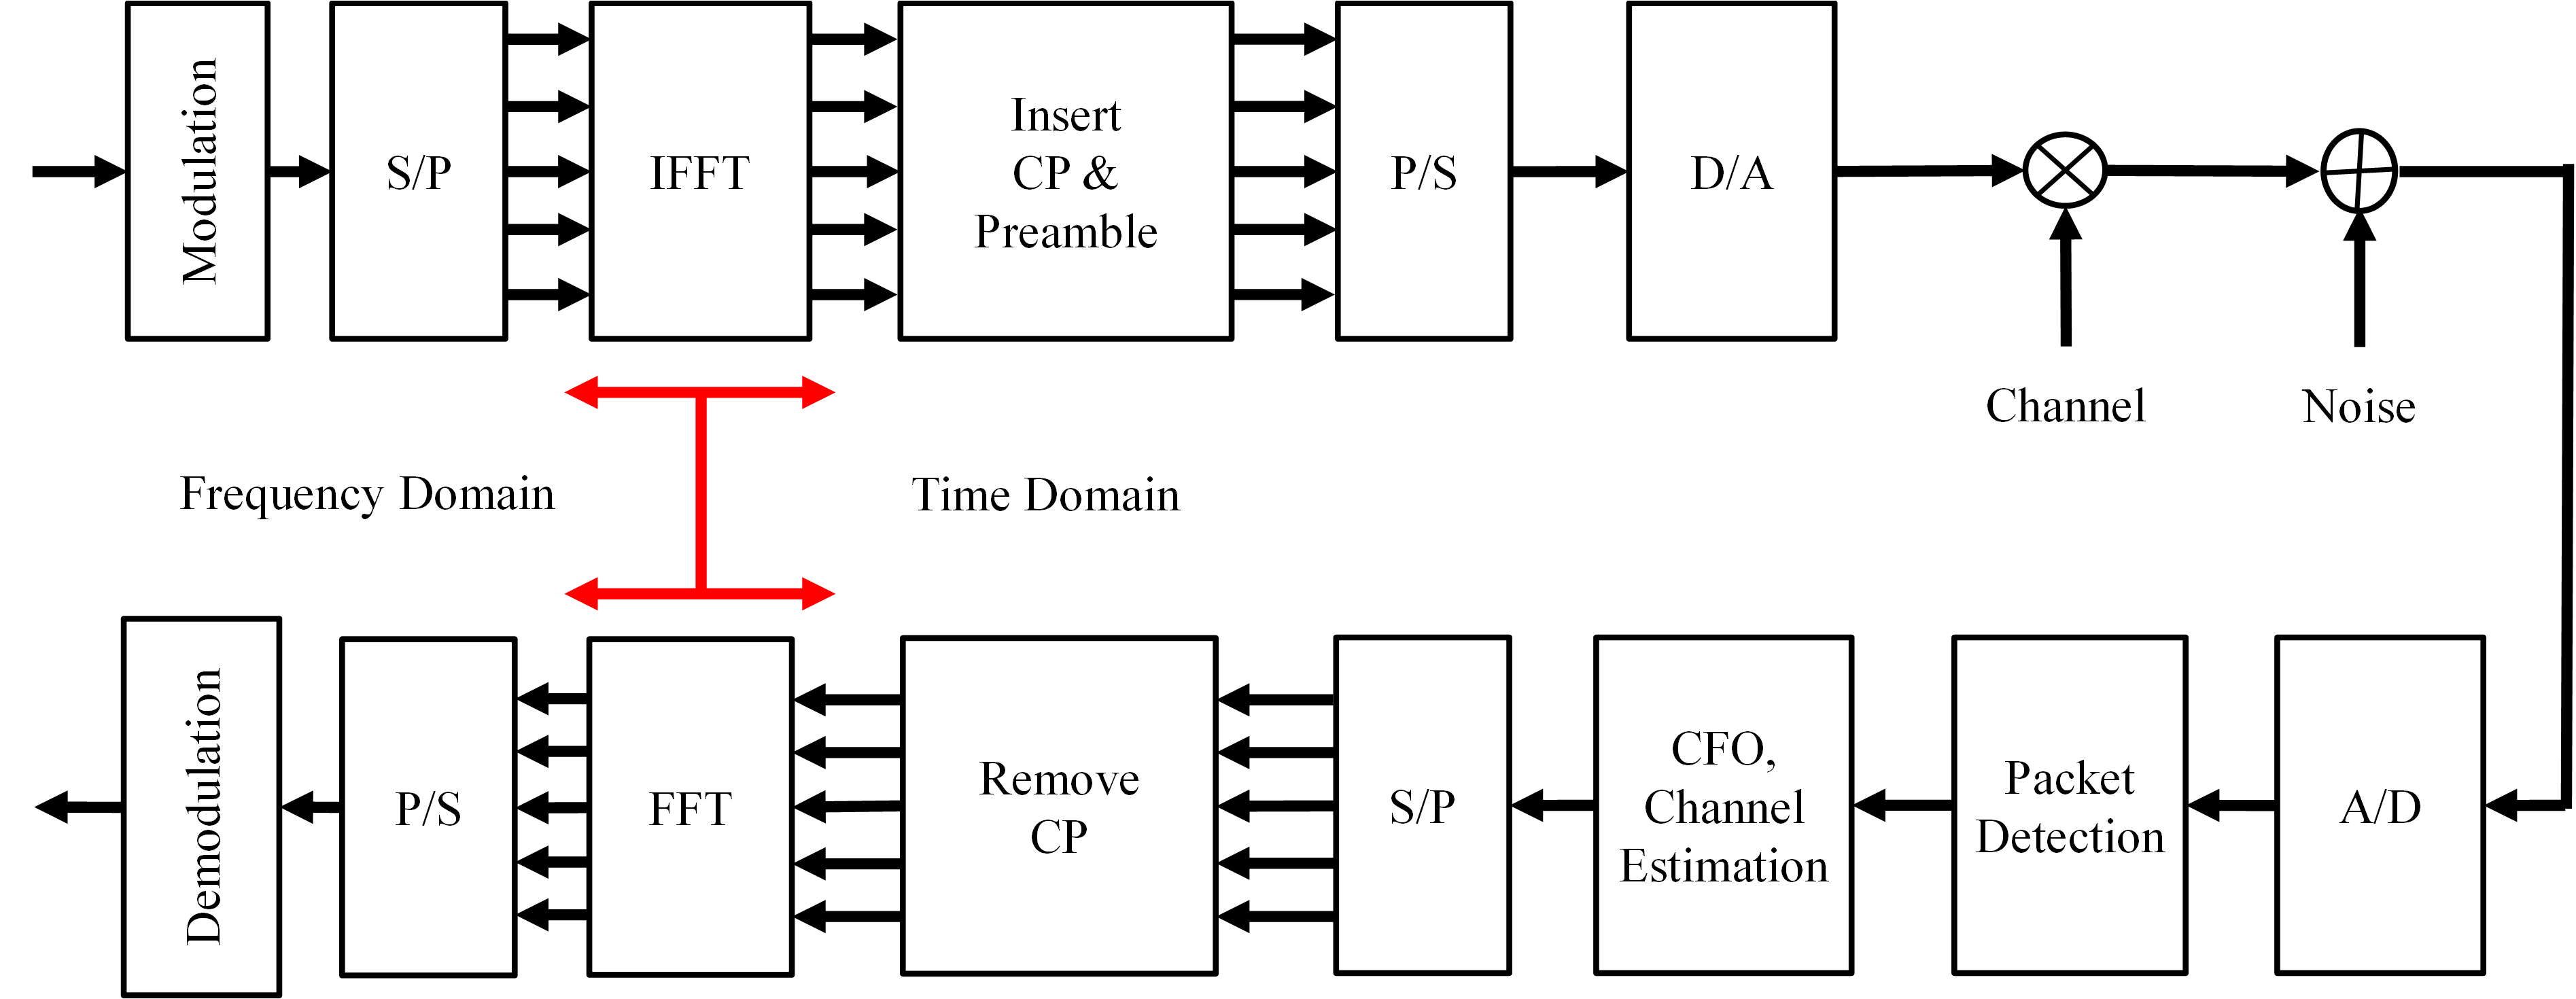 Modulation
S/P
IFFT
Insert
CP &
Preamble
P/S
D/A
Channel
Noise
Frequency Domain
Time Domain
Demodulation
P/S
FFT
Remove
CP
S/P
CFO,
Channel
Estimation
Packet
Detection
A/D